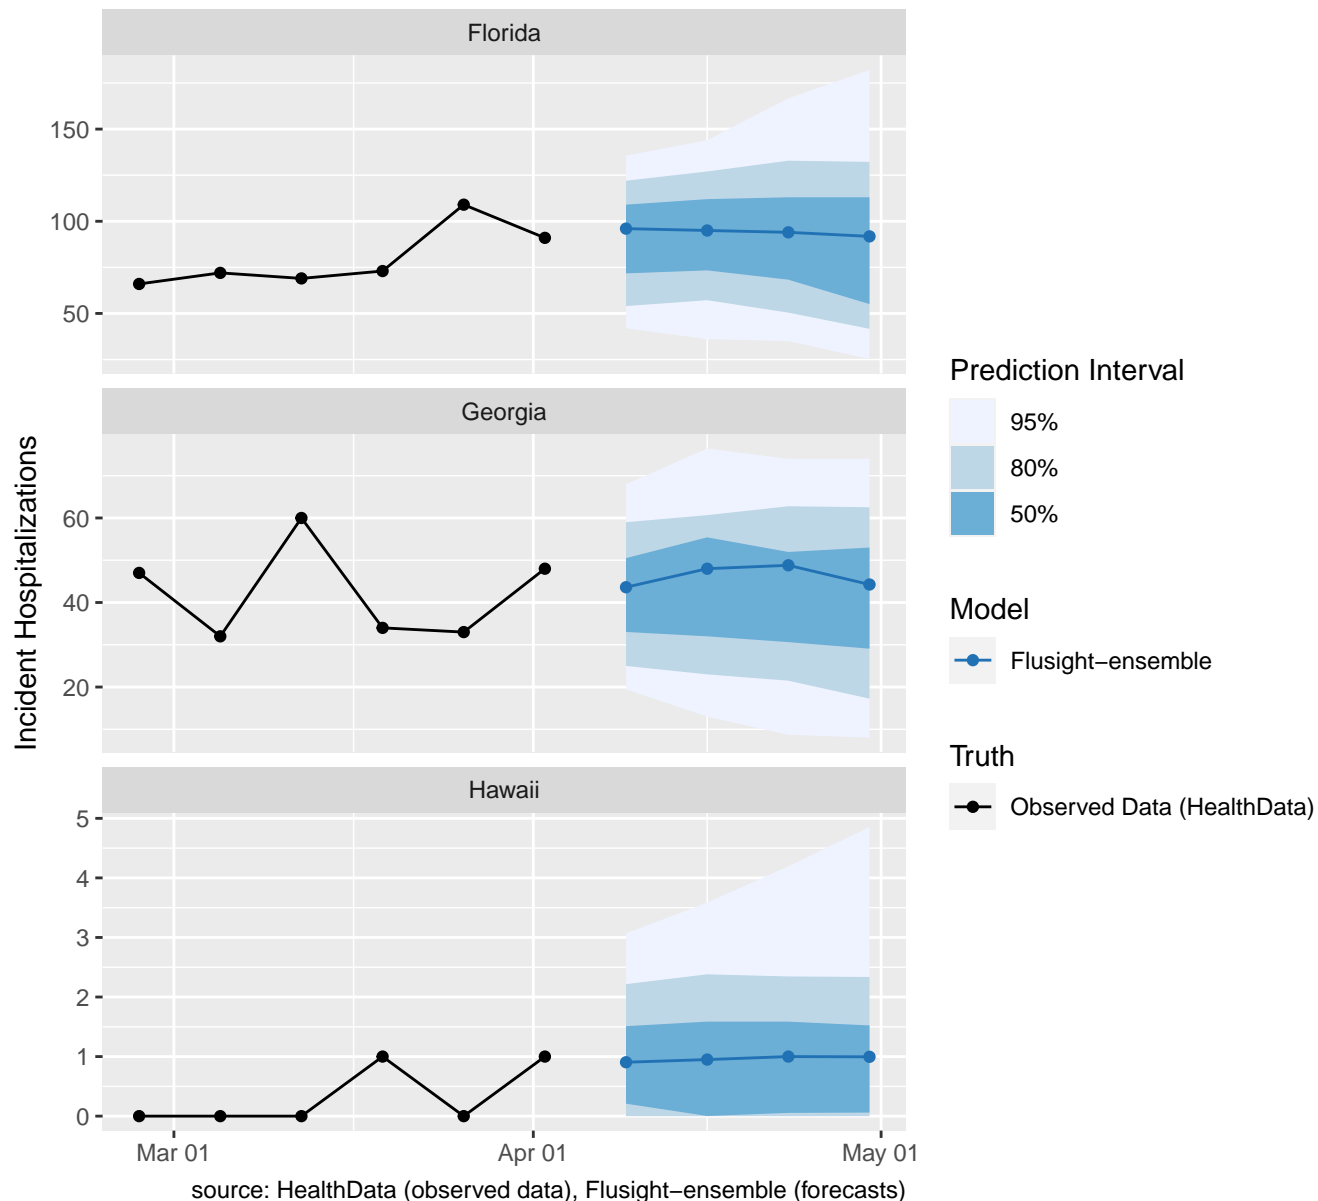 Florida
150
100
50
Georgia
60
40
20
Hawaii
5
4
3
2
1
0
Mar 01
Apr 01
May 01
Incident Hospitalizations
source: HealthData (observed data), Flusight−ensemble (forecasts)
Prediction Interval
95%
80%
50%
Model
Flusight−ensemble
Truth
Observed Data (HealthData)